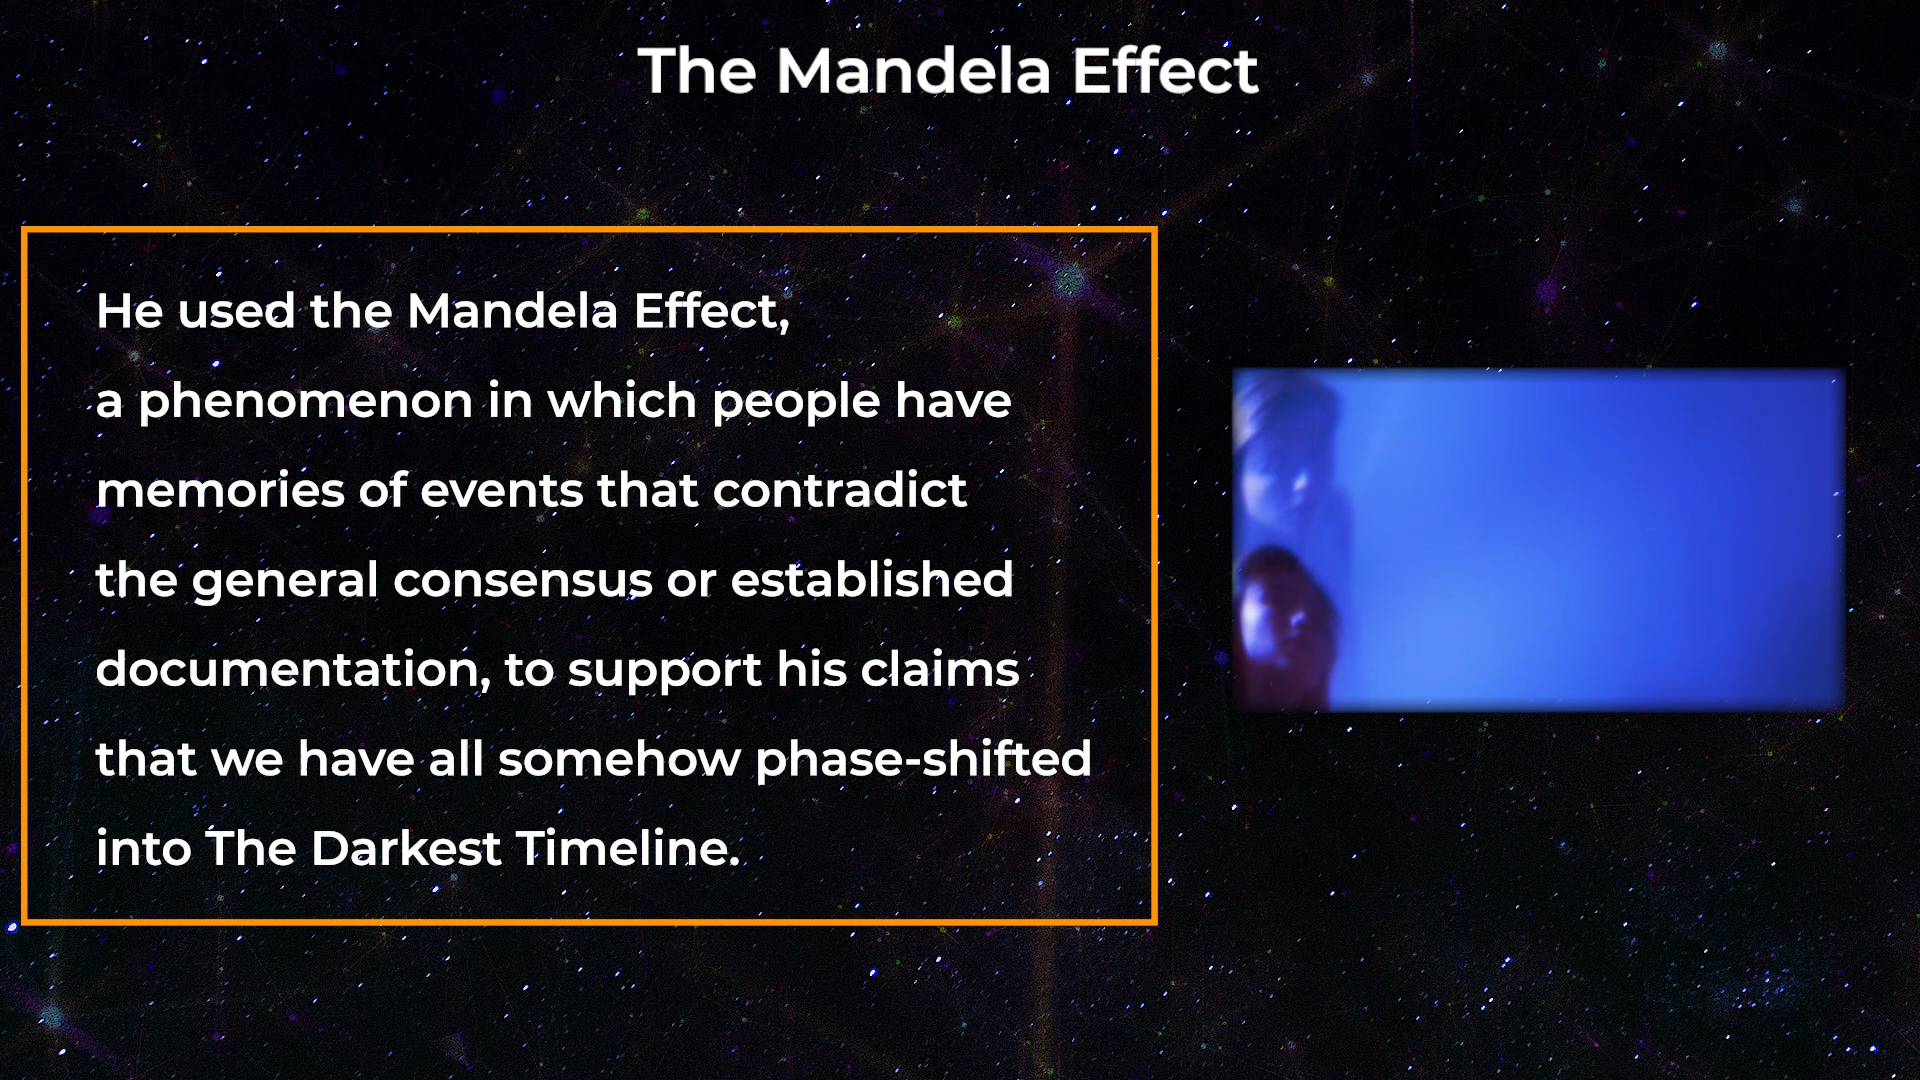 The Mandela Effect
He used the Mandela Effect,
a phenomenon in which people have
memories of events that contradict
the general consensus or established
documentation, to support his claims
that we have all somehow phase-shifted
into The Darkest Timeline.